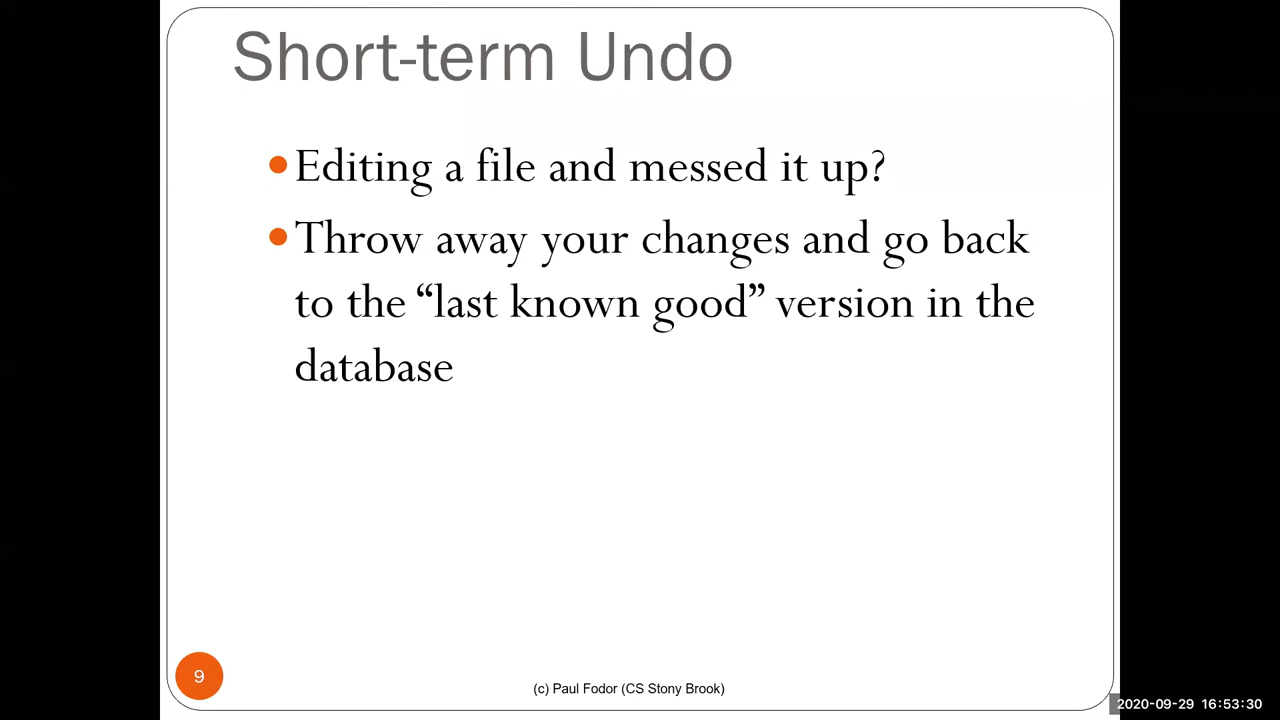 Short-term Undo
Editing a file and messed it up?
Throw away your changes and go back
to the “last known good” version in the
database
9
(c) Paul Fodor (CS Stony Brook)
2020-09-29 16:53:30